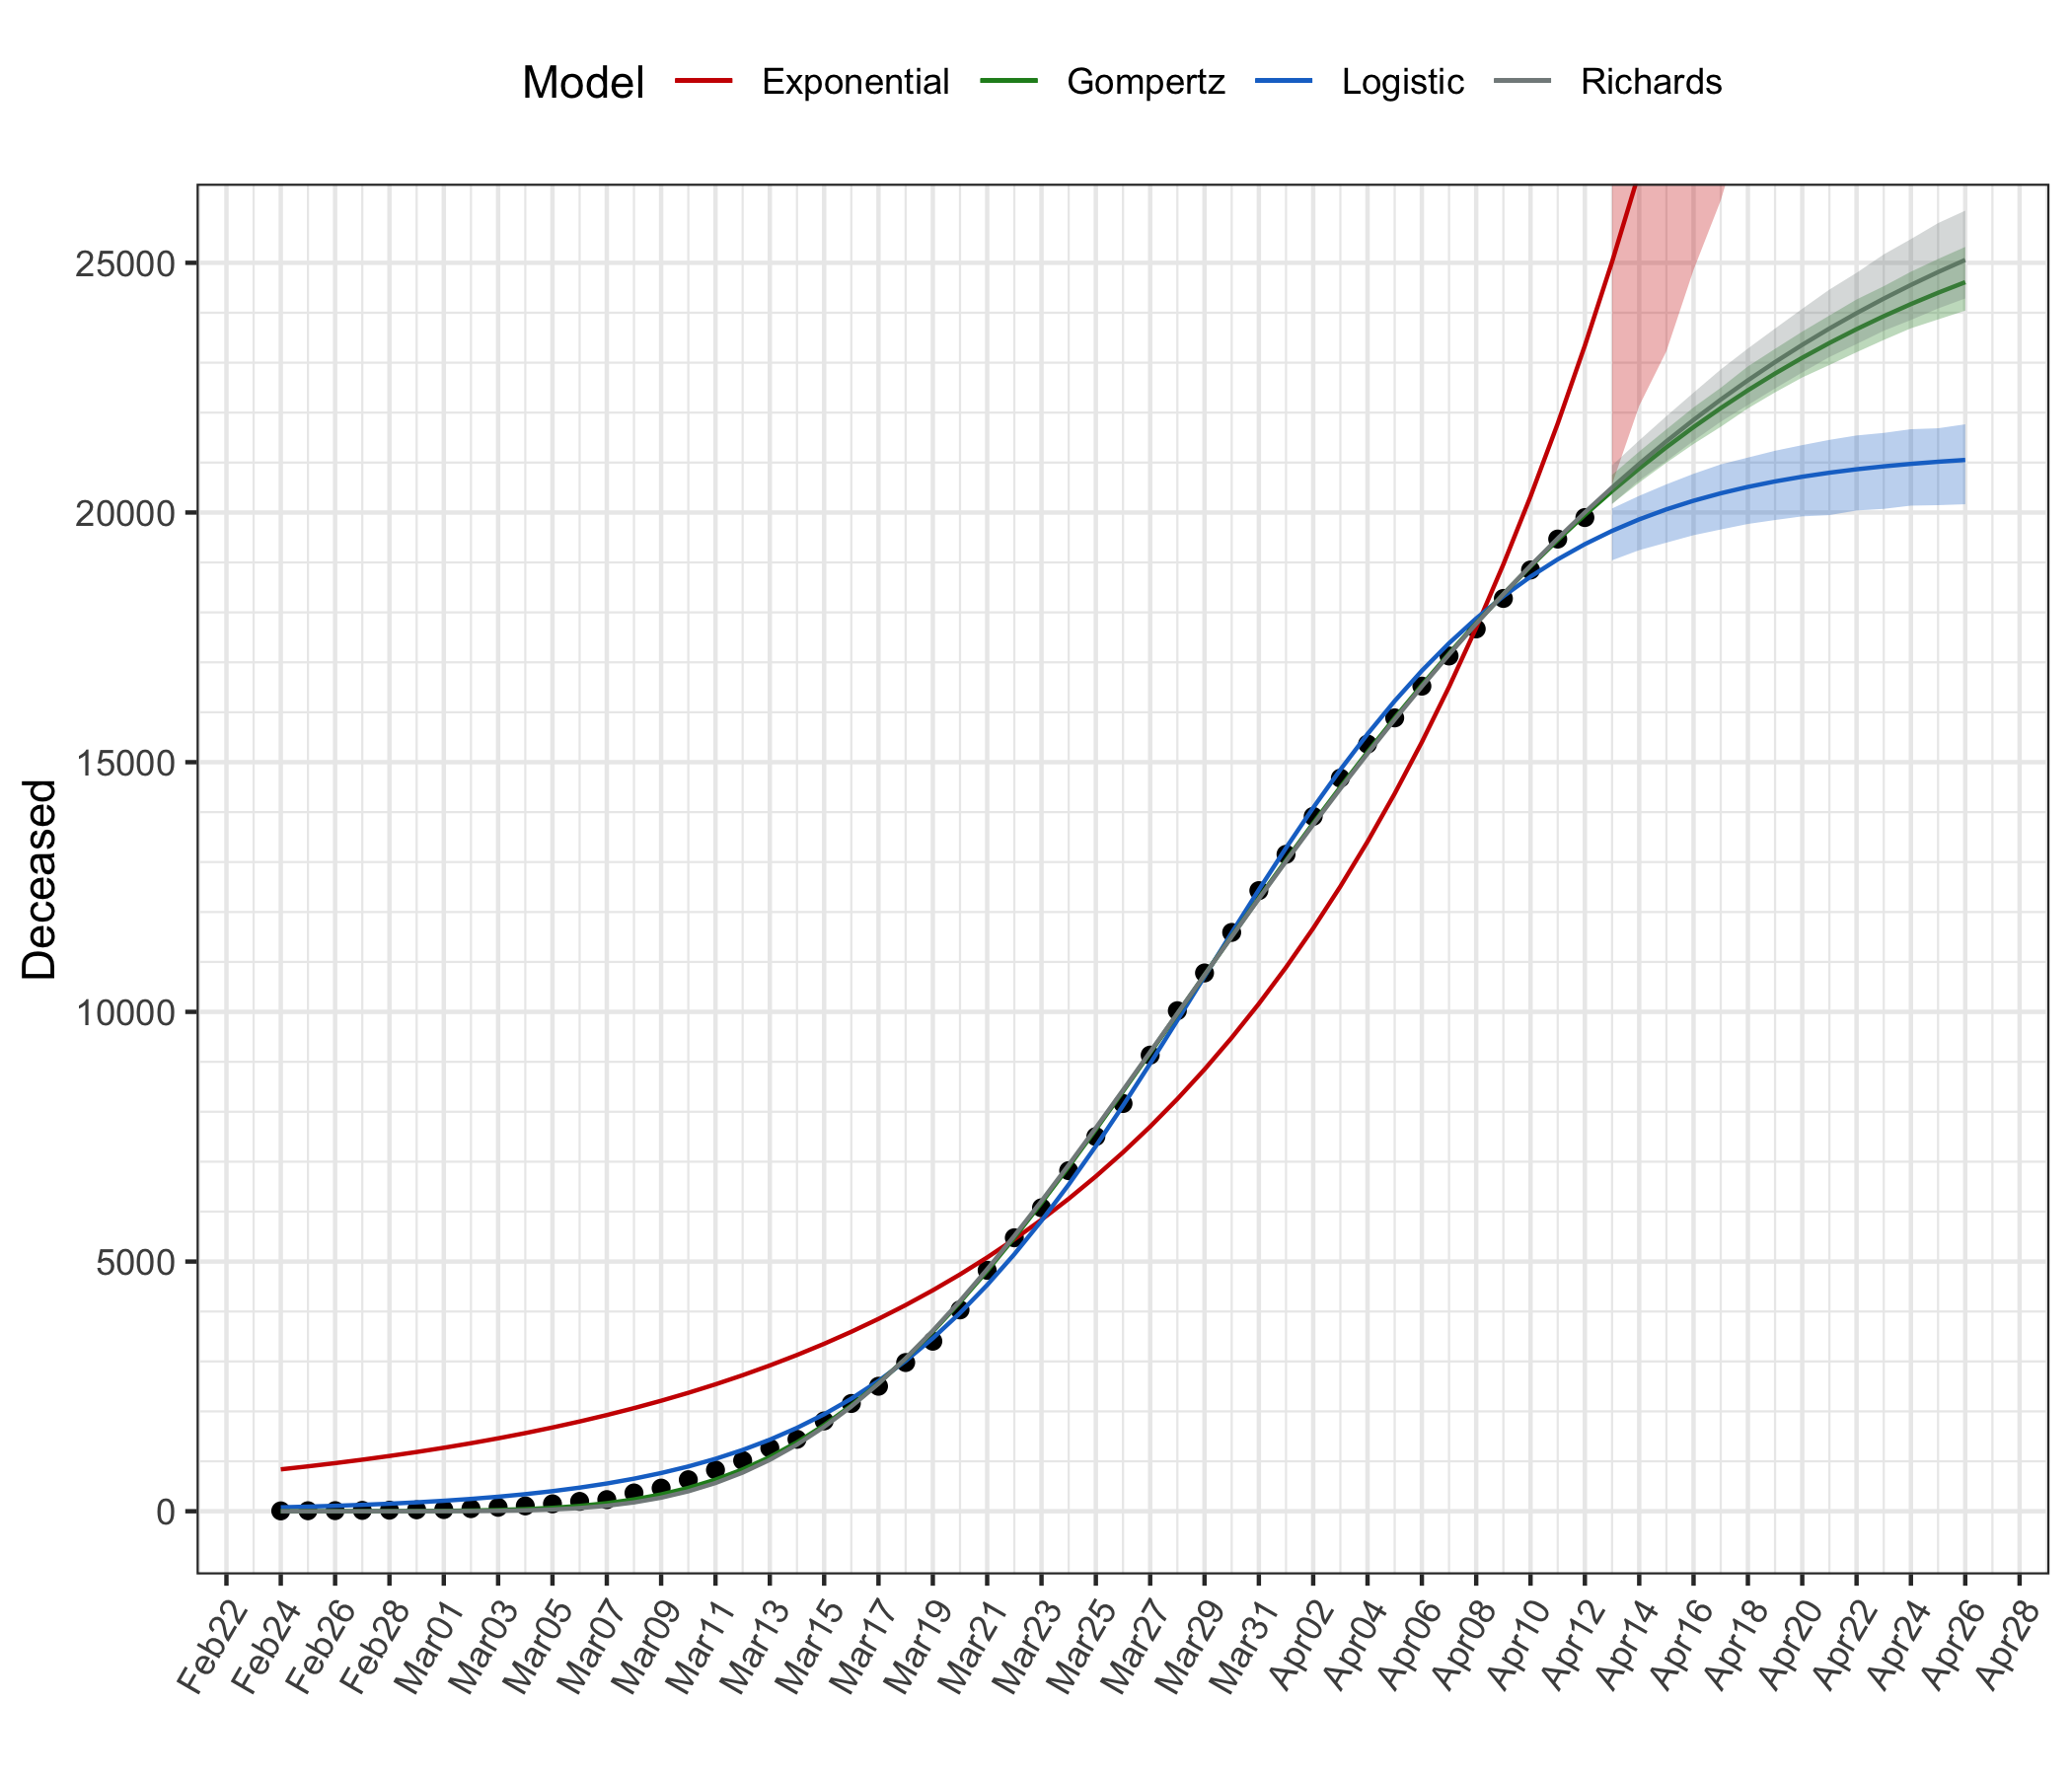 Model Exponential Gompertz Logistic Richards
25000
20000
15000
10000
5000
0
Deceased
Feb22 Feb24 Feb26 Feb28 Mar01 Mar03 Mar05 Mar07 Mar09 Mar11 Mar13 Mar15 Mar17 Mar19 Mar21 Mar23 Mar25 Mar27 Mar29 Mar31 Apr02 Apr04 Apr06 Apr08 Apr10 Apr12 Apr14 Apr16 Apr18 Apr20 Apr22 Apr24 Apr26 Apr28